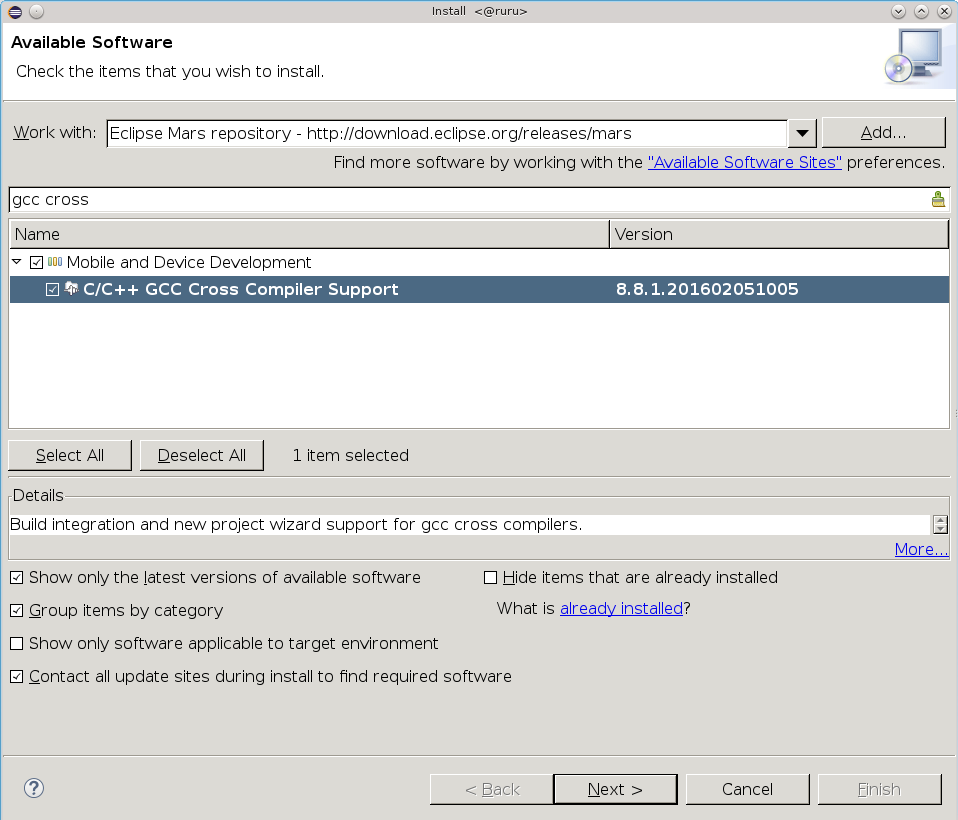 Install <@ruru>
Available Software
Check the items that you wish to install.
Work with: Eclipse Mars repository - http://download.eclipse.org/releases/mars Add...
Find more software by working with the "Available Software Sites" preferences.
gcc cross
Name Version
Mobile and Device Development
C/C++ GCC Cross Compiler Support 8.8.1.201602051005
Select All Deselect All 1 item selected
Details
Build integration and new project wizard support for gcc cross compilers.
More...
Show only the latest versions of available software Hide items that are already installed
Group items by category What is already installed?
Show only software applicable to target environment
Contact all update sites during install to find required software
? < Back Next > Cancel Finish